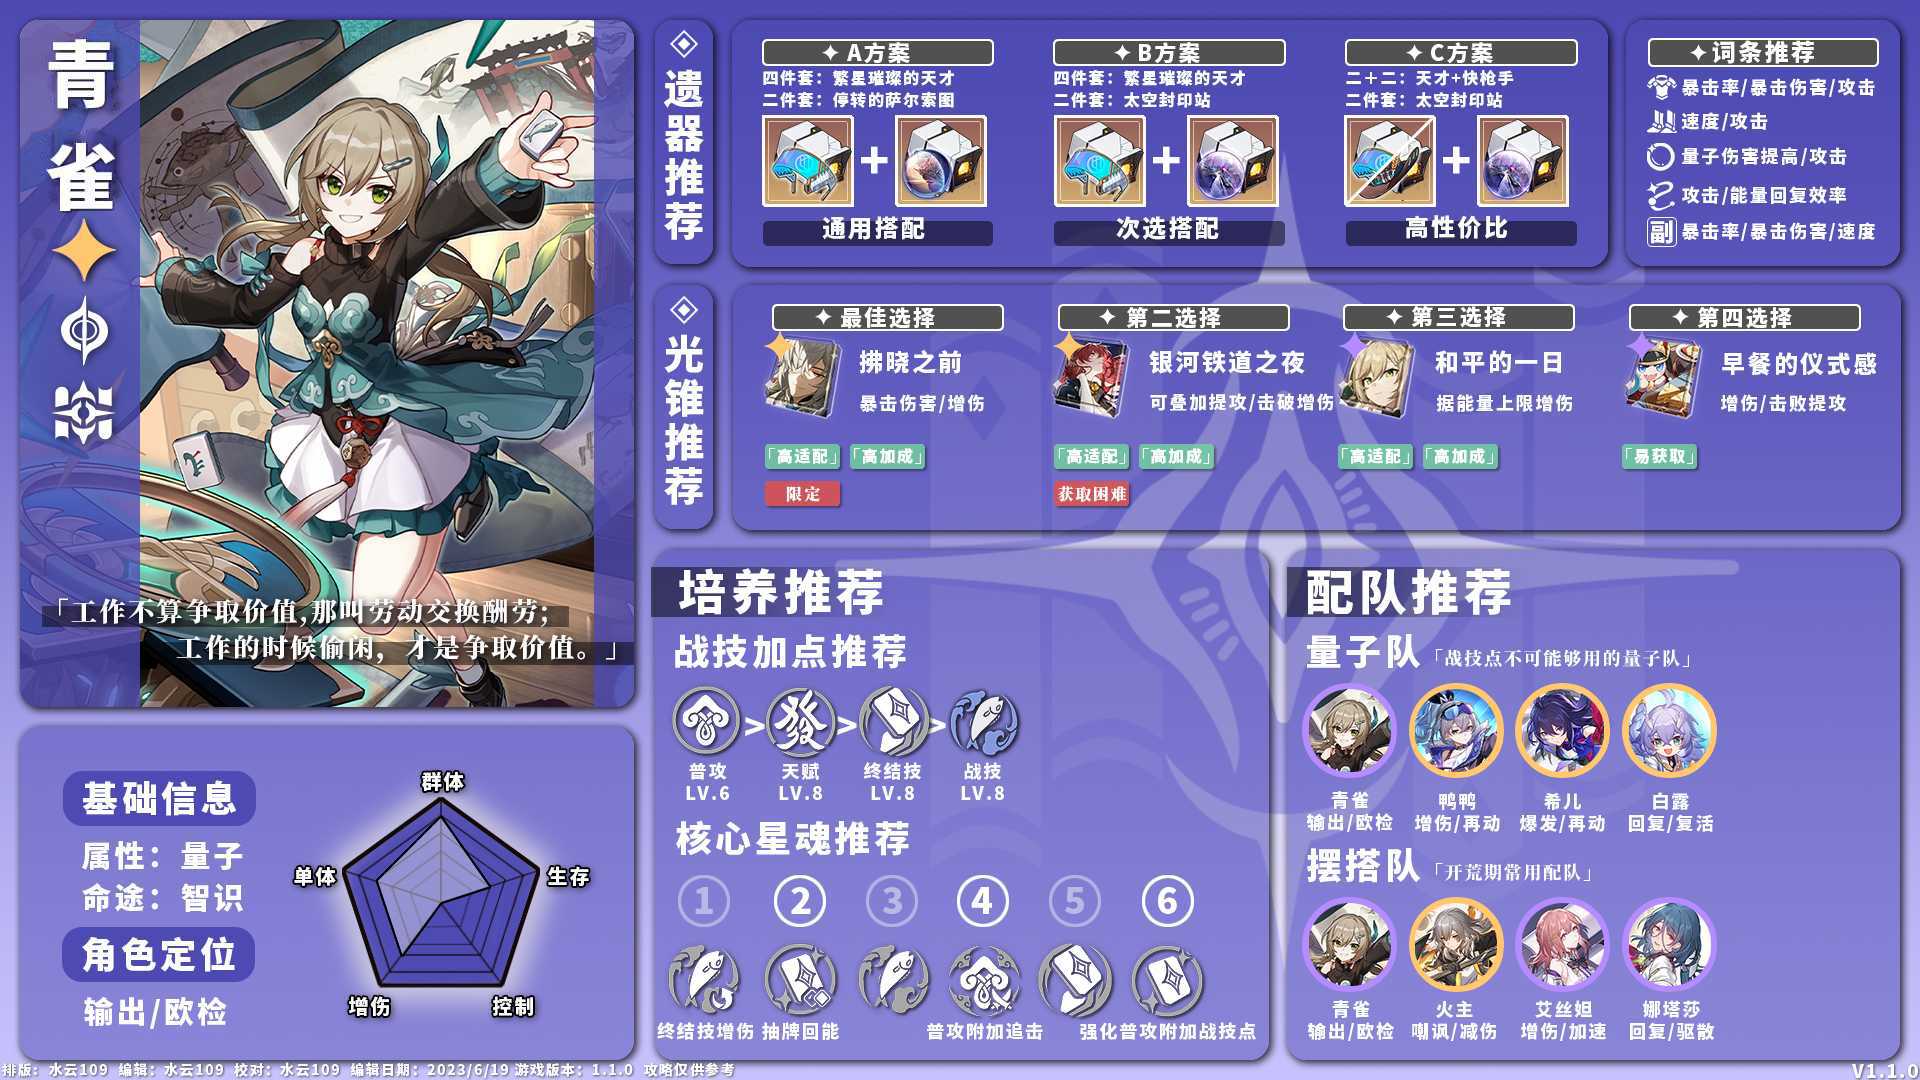 青雀
「工作不算争取价值,那叫劳动交换酬劳;
工作的时候偷闲，才是争取价值。」
基础信息
属性：量子
命途：智识
角色定位
输出/欧检
群体
单体
生存
增伤
控制
遗器推荐
✦A方案
四件套：繁星璀璨的天才
二件套：停转的萨尔索图
+
通用搭配
✦B方案
四件套：繁星璀璨的天才
二件套：太空封印站
+
次选搭配
✦C方案
二+二：天才+快枪手
二件套：太空封印站
+
高性价比
✦词条推荐
暴击率/暴击伤害/攻击
速度/攻击
量子伤害提高/攻击
攻击/能量回复效率
副 暴击率/暴击伤害/速度
光锥推荐
✦最佳选择
拂晓之前
暴击伤害/增伤
「高适配」「高加成」
限定
✦第二选择
银河铁道之夜
可叠加提攻/击破增伤
「高适配」「高加成」
获取困难
✦第三选择
和平的一日
据能量上限增伤
「高适配」「高加成」
✦第四选择
早餐的仪式感
增伤/击败提攻
「易获取」
培养推荐
战技加点推荐
發
> > >
普攻 天赋 终结技 战技
LV.6 LV.8 LV.8 LV.8
核心星魂推荐
1 2 3 4 5 6
终结技增伤 抽牌回能 普攻附加追击 强化普攻附加战技点
配队推荐
量子队「战技点不可能够用的量子队」
青雀 鸭鸭 希儿 白露
输出/欧检 增伤/再动 爆发/再动 回复/复活
摆搭队「开荒期常用配队」
青雀 火主 艾丝妲 娜塔莎
输出/欧检 嘲讽/减伤 增伤/加速 回复/驱散
排版：水云109 编辑：水云109 校对：水云109 编辑日期：2023/6/19 游戏版本：1.1.0 攻略仅供参考
V1.1.0